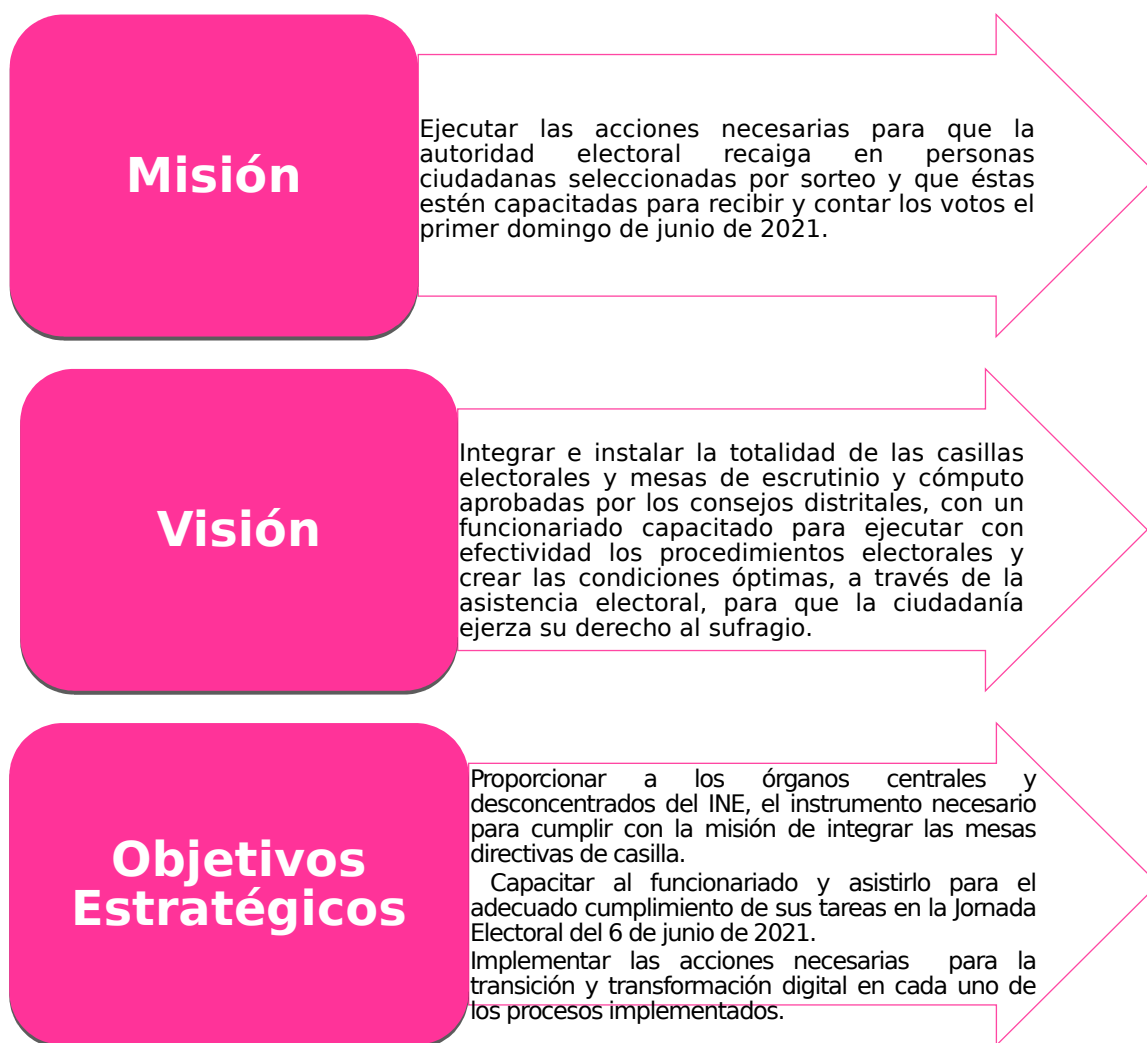 Misión
Ejecutar las acciones necesarias para que la
autoridad electoral recaiga en personas
ciudadanas seleccionadas por sorteo y que éstas
estén capacitadas para recibir y contar los votos el
primer domingo de junio de 2021.
Visión
Integrar e instalar la totalidad de las casillas
electorales y mesas de escrutinio y cómputo
aprobadas por los consejos distritales, con un
funcionariado capacitado para ejecutar con
efectividad los procedimientos electorales y
crear las condiciones óptimas, a través de la
asistencia electoral, para que la ciudadanía
ejerza su derecho al sufragio.
Objetivos
Estratégicos
Proporcionar a los órganos centrales y
desconcentrados del INE, el instrumento necesario
para cumplir con la misión de integrar las mesas
directivas de casilla.
Capacitar al funcionariado y asistirlo para el
adecuado cumplimiento de sus tareas en la Jornada
Electoral del 6 de junio de 2021.
Implementar las acciones necesarias para la
transición y transformación digital en cada uno de
los procesos implementados.